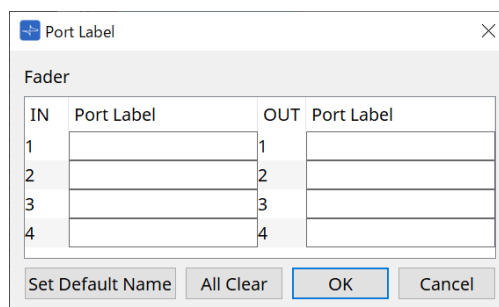 Port Label
Fader
IN Port Label OUT Port Label
1 1
2 2
3 3
4 4
Set Default Name All Clear OK Cancel